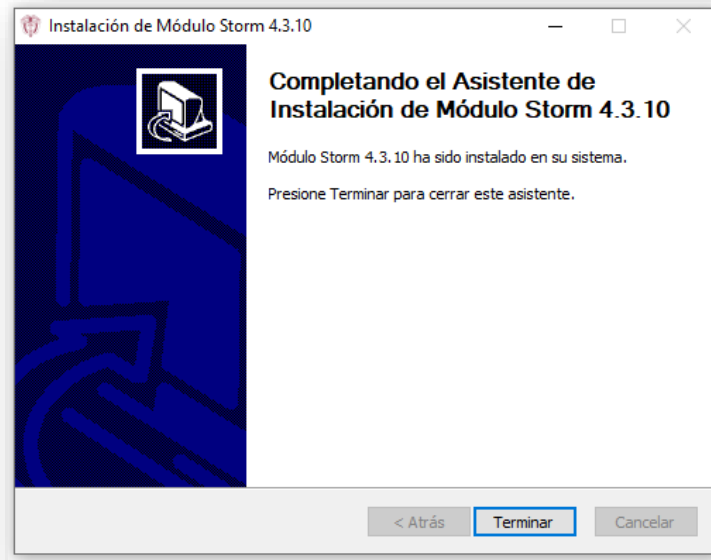 Instalación de Módulo Storm 4.3.10
Completando el Asistente de
Instalación de Módulo Storm 4.3.10
Módulo Storm 4.3.10 ha sido instalado en su sistema.
Presione Terminar para cerrar este asistente.
< Atrás
Terminar
Cancelar